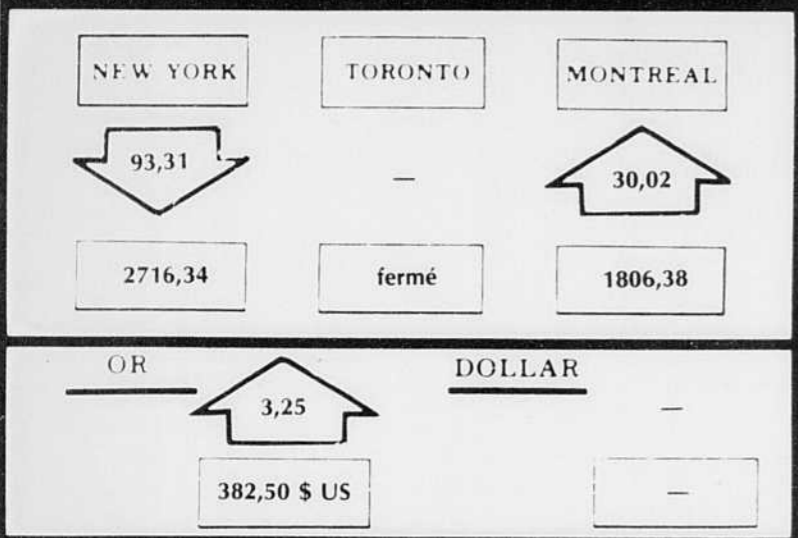 NEW YORK TORONTO MONTREAL
93,31 — 30,02
2716,34 fermé 1806,38
OR DOLLAR
3,25 —
382,50 $ US —